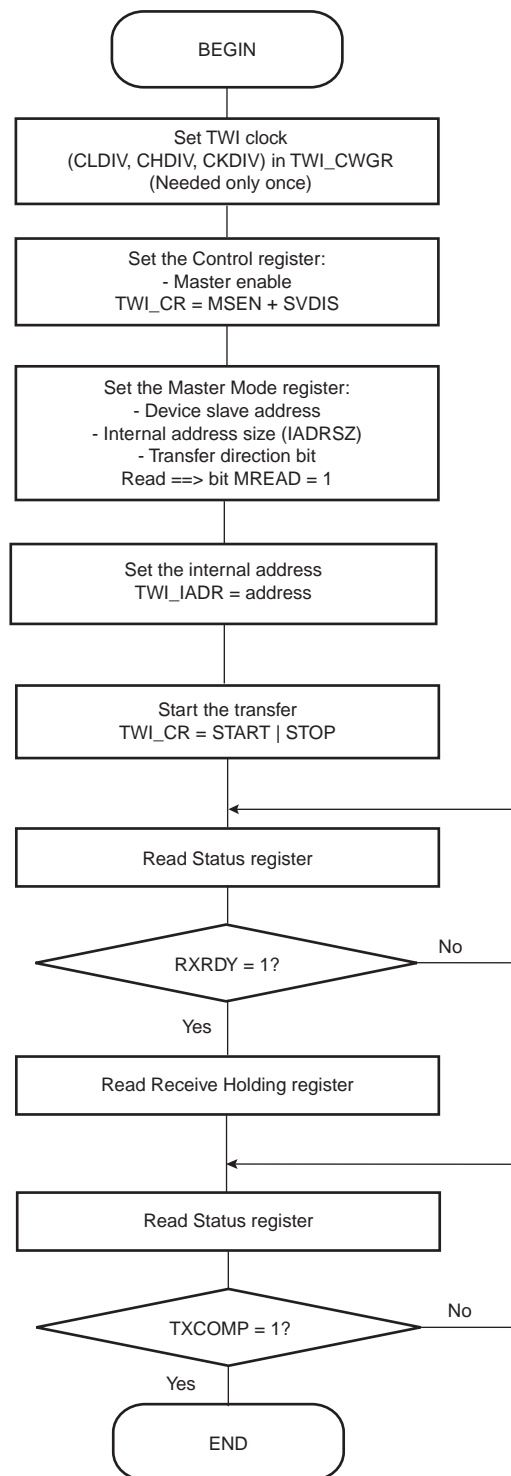 BEGIN
Set TWI clock
(CLDIV, CHDIV, CKDIV) in TWI_CWGR
(Needed only once)
Set the Control register:
- Master enable
TWI_CR = MSEN + SVDIS
Set the Master Mode register:
- Device slave address
- Internal address size (IADRSZ)
- Transfer direction bit
Read ==> bit MREAD = 1
Set the internal address
TWI_IADR = address
Start the transfer
TWI_CR = START | STOP
Read Status register
RXRDY = 1?
No
Yes
Read Receive Holding register
Read Status register
TXCOMP = 1?
No
Yes
END